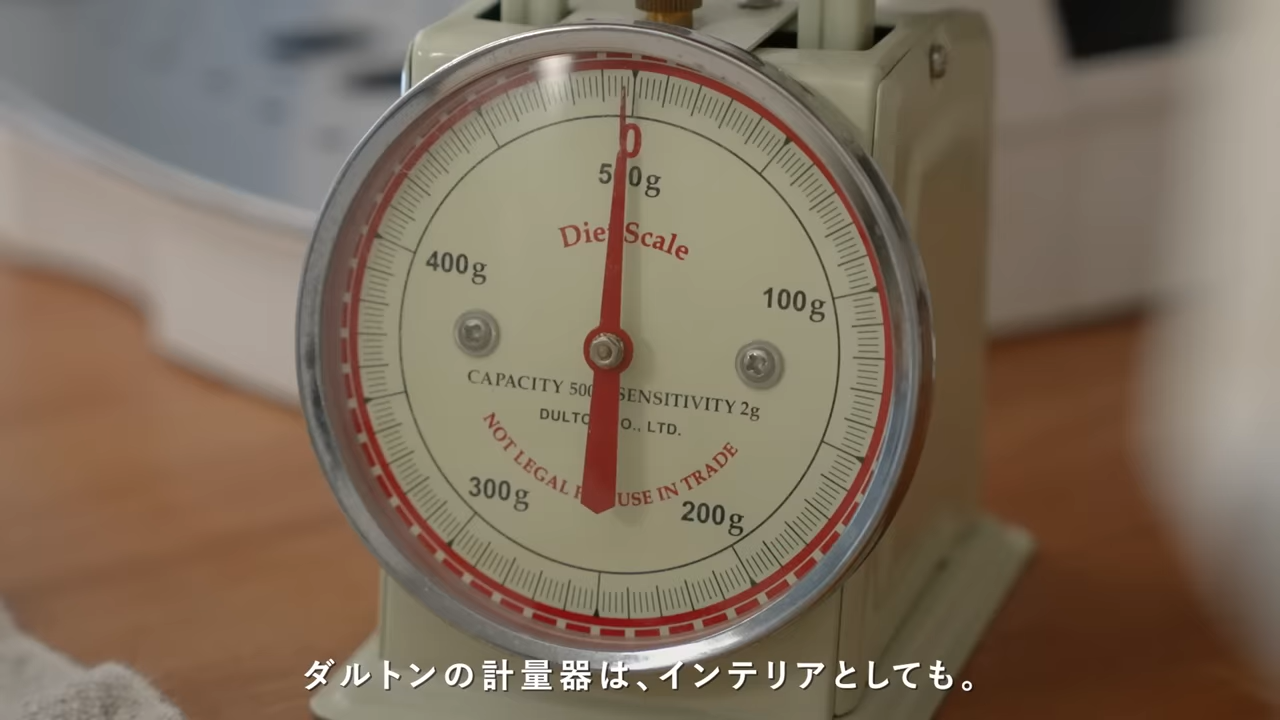 0
500g
Diet Scale
400g
100g
CAPACITY 500 SENSITIVITY 2g
DULTO CO., LTD.
NOT LEGAL F USE IN TRADE
300g
200g
ダルトンの計量器は、インテリアとしても。